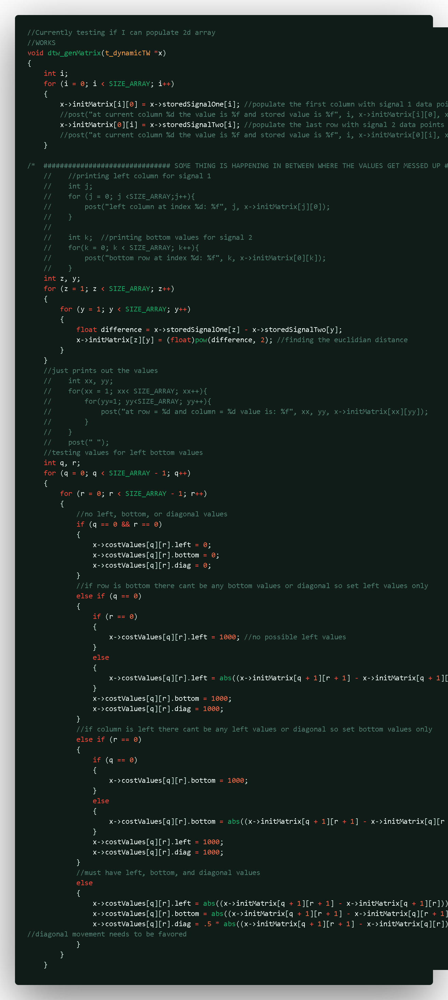 //Currently testing if I can populate 2d array
//WORKS
void dtw_genMatrix(t_dynamicTW *x)
{
    int i;
    for (i = 0; i < SIZE_ARRAY; i++)
    {
        x->initMatrix[i][0] = x->storedSignalOne[i]; //populate the first column with signal 1 data poi
        //post("at current column %d the value is %f and stored value is %f", i, x->initMatrix[i][0], x
        x->initMatrix[0][i] = x->storedSignalTwo[i]; //populate the last row with signal 2 data points
        //post("at current column %d the value is %f and stored value is %f", i, x->initMatrix[0][i], x
    }

/*  ############################### SOME THING IS HAPPENING IN BETWEEN WHERE THE VALUES GET MESSED UP #
    //    //printing left column for signal 1
    //    int j;
    //    for (j = 0; j <SIZE_ARRAY;j++){
    //        post("left column at index %d: %f", j, x->initMatrix[j][0]);
    //    }
    //
    //    int k;  //printing bottom values for signal 2
    //    for(k = 0; k < SIZE_ARRAY; k++){
    //        post("bottom row at index %d: %f", k, x->initMatrix[0][k]);
    //    }
    int z, y;
    for (z = 1; z < SIZE_ARRAY; z++)
    {
        for (y = 1; y < SIZE_ARRAY; y++)
        {
            float difference = x->storedSignalOne[z] - x->storedSignalTwo[y];
            x->initMatrix[z][y] = (float)pow(difference, 2); //finding the euclidian distance
        }
    }
    //just prints out the values
    //    int xx, yy;
    //    for(xx = 1; xx< SIZE_ARRAY; xx++){
    //        for(yy=1; yy<SIZE_ARRAY; yy++){
    //            post("at row = %d and column = %d value is: %f", xx, yy, x->initMatrix[xx][yy]);
    //        }
    //    }
    //    post(" ");
    //testing values for left bottom values
    int q, r;
    for (q = 0; q < SIZE_ARRAY - 1; q++)
    {
        for (r = 0; r < SIZE_ARRAY - 1; r++)
        {
            //no left, bottom, or diagonal values
            if (q == 0 && r == 0)
            {
                x->costValues[q][r].left = 0;
                x->costValues[q][r].bottom = 0;
                x->costValues[q][r].diag = 0;
            }
            //if row is bottom there cant be any bottom values or diagonal so set left values only
            else if (q == 0)
            {
                if (r == 0)
                {
                    x->costValues[q][r].left = 1000; //no possible left values
                }
                else
                {
                    x->costValues[q][r].left = abs((x->initMatrix[q + 1][r + 1] - x->initMatrix[q + 1][
                }
                x->costValues[q][r].bottom = 1000;
                x->costValues[q][r].diag = 1000;
            }
            //if column is left there cant be any left values or diagonal so set bottom values only
            else if (r == 0)
            {
                if (q == 0)
                {
                    x->costValues[q][r].bottom = 1000;
                }
                else
                {
                    x->costValues[q][r].bottom = abs((x->initMatrix[q + 1][r + 1] - x->initMatrix[q][r
                }
                x->costValues[q][r].left = 1000;
                x->costValues[q][r].diag = 1000;
            }
            //must have left, bottom, and diagonal values
            else
            {
                x->costValues[q][r].left = abs((x->initMatrix[q + 1][r + 1] - x->initMatrix[q + 1][r]))
                x->costValues[q][r].bottom = abs((x->initMatrix[q + 1][r + 1] - x->initMatrix[q][r + 1]
                x->costValues[q][r].diag = .5 * abs((x->initMatrix[q + 1][r + 1] - x->initMatrix[q][r])
//diagonal movement needs to be favored
            }
        }
    }